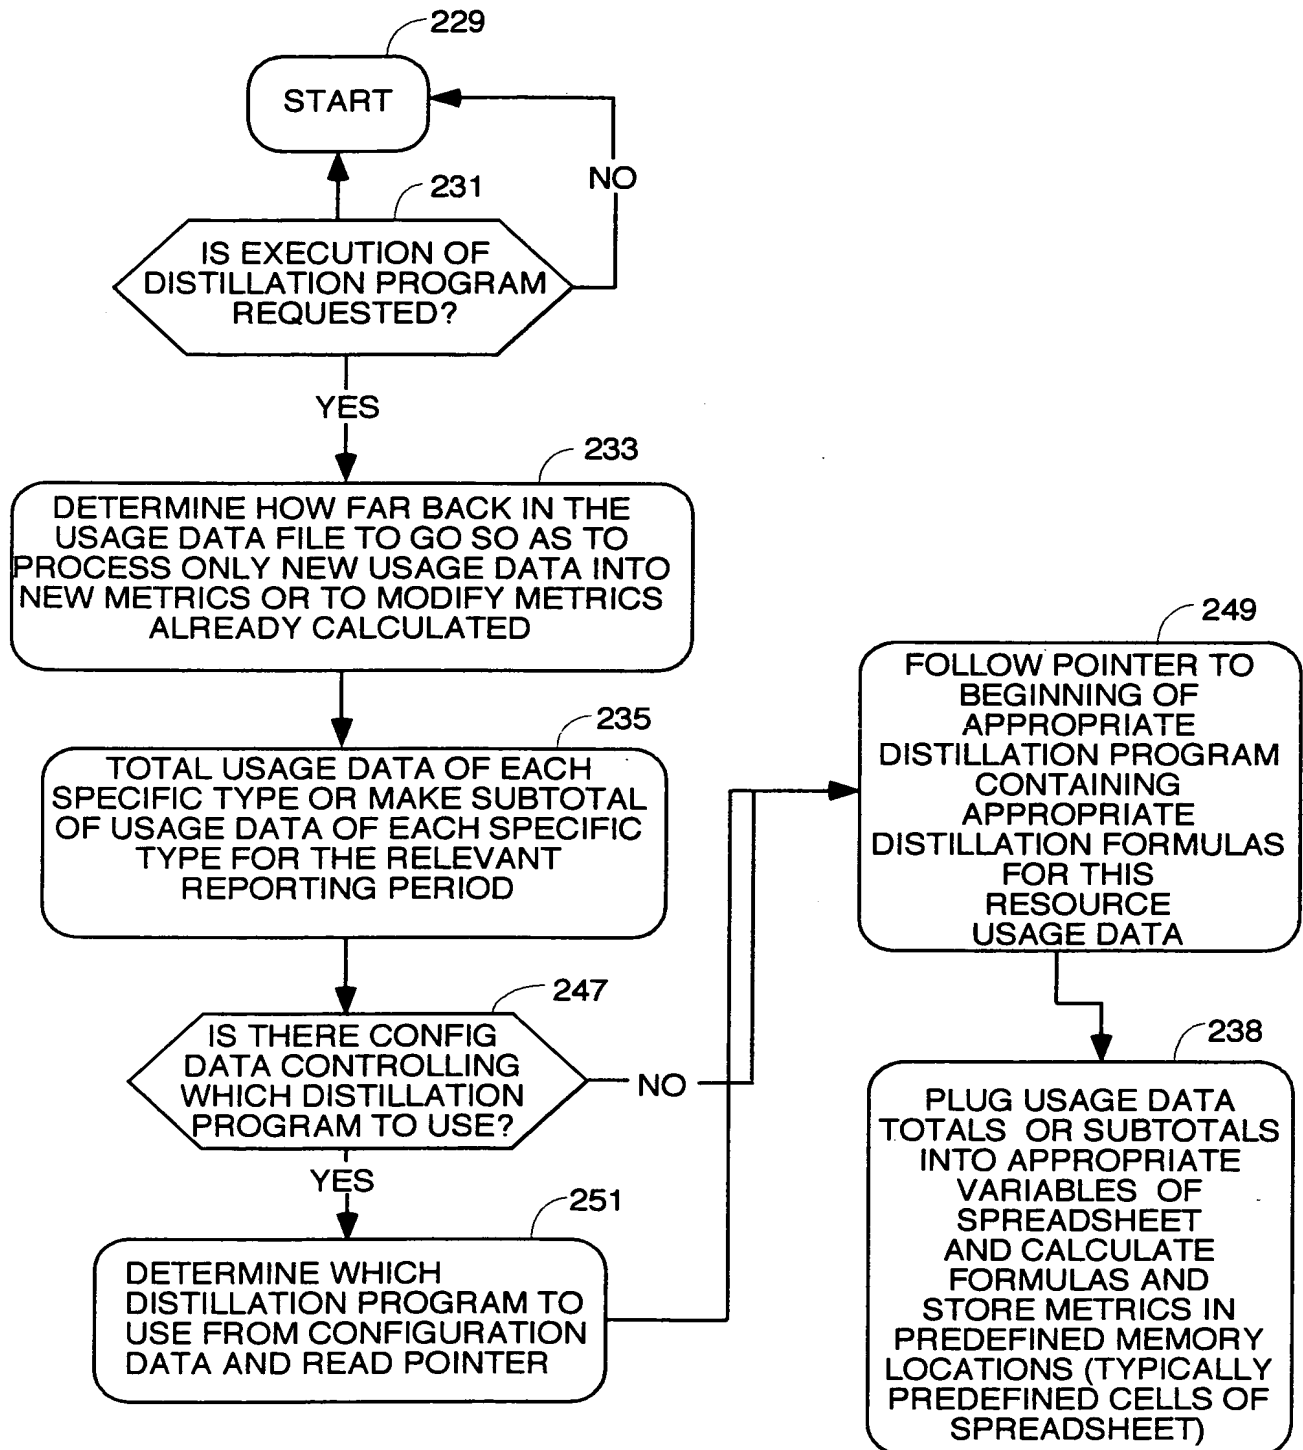 229
START
NO
231
IS EXECUTION OF
DISTILLATION PROGRAM
REQUESTED?
YES
233
DETERMINE HOW FAR BACK IN THE
USAGE DATA FILE TO GO SO AS TO
PROCESS ONLY NEW USAGE DATA INTO
NEW METRICS OR TO MODIFY METRICS
ALREADY CALCULATED
235
TOTAL USAGE DATA OF EACH
SPECIFIC TYPE OR MAKE SUBTOTAL
OF USAGE DATA OF EACH SPECIFIC
TYPE FOR THE RELEVANT
REPORTING PERIOD
247
IS THERE CONFIG
DATA CONTROLLING
WHICH DISTILLATION
PROGRAM TO USE?
NO
YES
251
DETERMINE WHICH
DISTILLATION PROGRAM TO
USE FROM CONFIGURATION
DATA AND READ POINTER
249
FOLLOW POINTER TO
BEGINNING OF
APPROPRIATE
DISTILLATION PROGRAM
CONTAINING
APPROPRIATE
DISTILLATION FORMULAS
FOR THIS
RESOURCE
USAGE DATA
238
PLUG USAGE DATA
TOTALS OR SUBTOTALS
INTO APPROPRIATE
VARIABLES OF
SPREADSHEET
AND CALCULATE
FORMULAS AND
STORE METRICS IN
PREDEFINED MEMORY
LOCATIONS (TYPICALLY
PREDEFINED CELLS OF
SPREADSHEET)